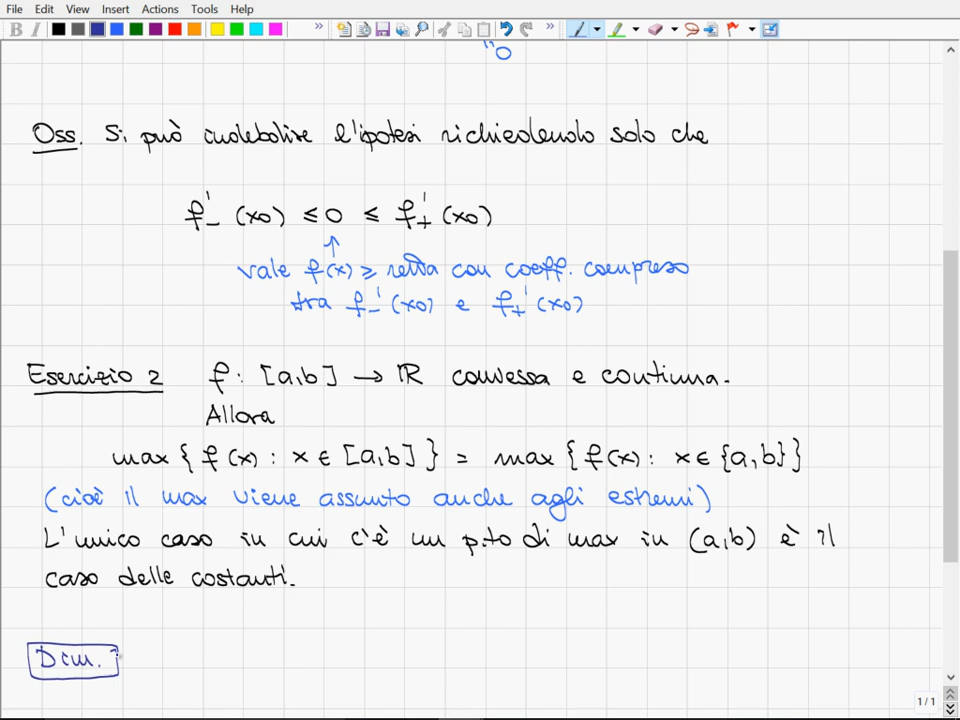 File Edit View Insert Actions Tools Help
B I
"0
Oss. Si può indebolire l'ipotesi richiedendo solo che
f'₋ (x0) ≤ 0 ≤ f'₊ (x0)
↑
vale f(x) ≥ retta con coeff. compreso
tra f'₋ (x0) e f'₊ (x0)
Esercizio 2 f: [a,b] → ℝ convessa e continua.
Allora
max { f(x) : x ∈ [a,b] } = max { f(x) : x ∈ {a,b} }
(cioè il max viene assunto anche agli estremi)
L'unico caso in cui c'è un p.to di max in (a,b) è il
caso delle costanti.
Dim.
1 / 1